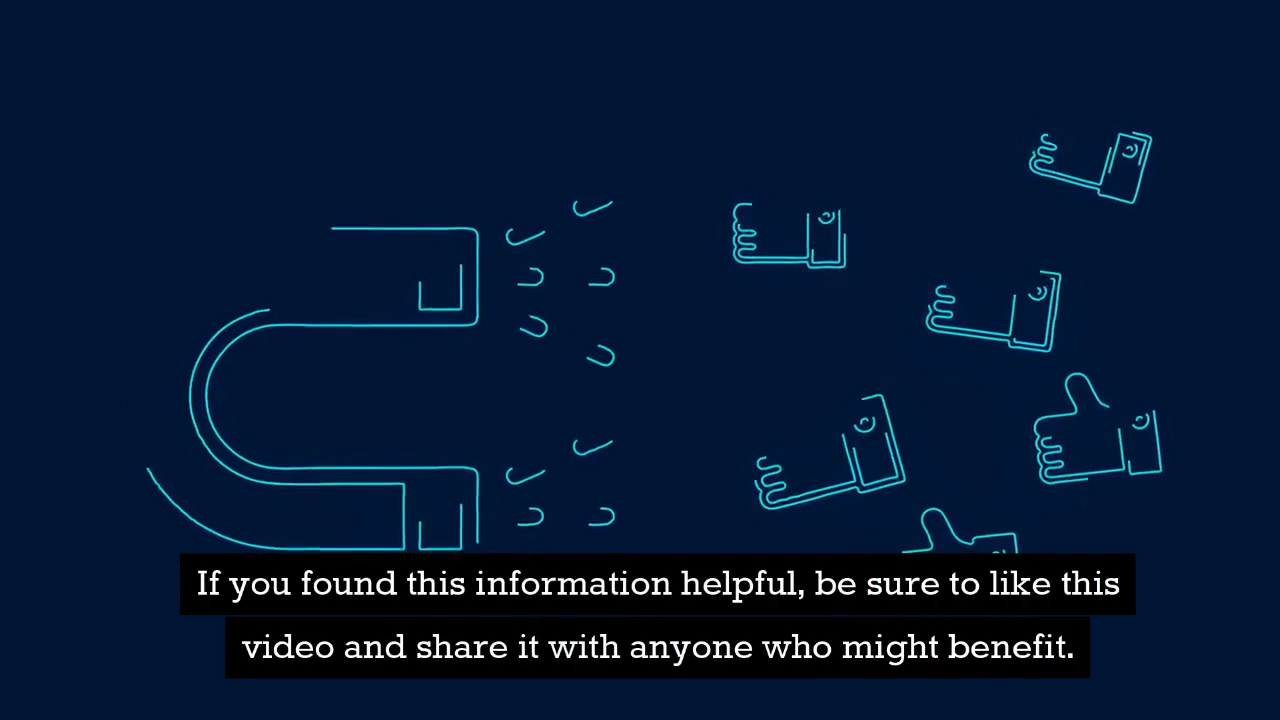 If you found this information helpful, be sure to like this
video and share it with anyone who might benefit.